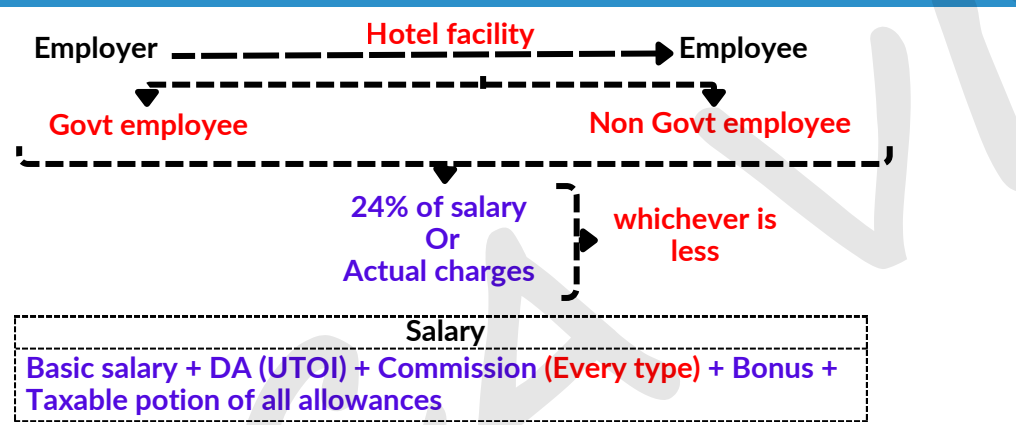 Employer Hotel facility Employee
Govt employee Non Govt employee
24% of salary
Or
Actual charges
whichever is
less
Salary
Basic salary + DA (UTOI) + Commission (Every type) + Bonus +
Taxable potion of all allowances